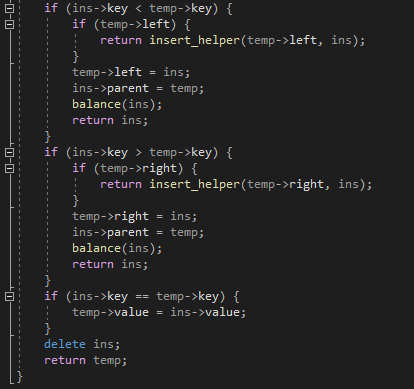 if (ins->key < temp->key) {
if (temp->left) {
return insert_helper(temp->left, ins);
}
temp->left = ins;
ins->parent = temp;
balance(ins);
return ins;
}
if (ins->key > temp->key) {
if (temp->right) {
return insert_helper(temp->right, ins);
}
temp->right = ins;
ins->parent = temp;
balance(ins);
return ins;
}
if (ins->key == temp->key) {
temp->value = ins->value;
}
delete ins;
return temp;
}